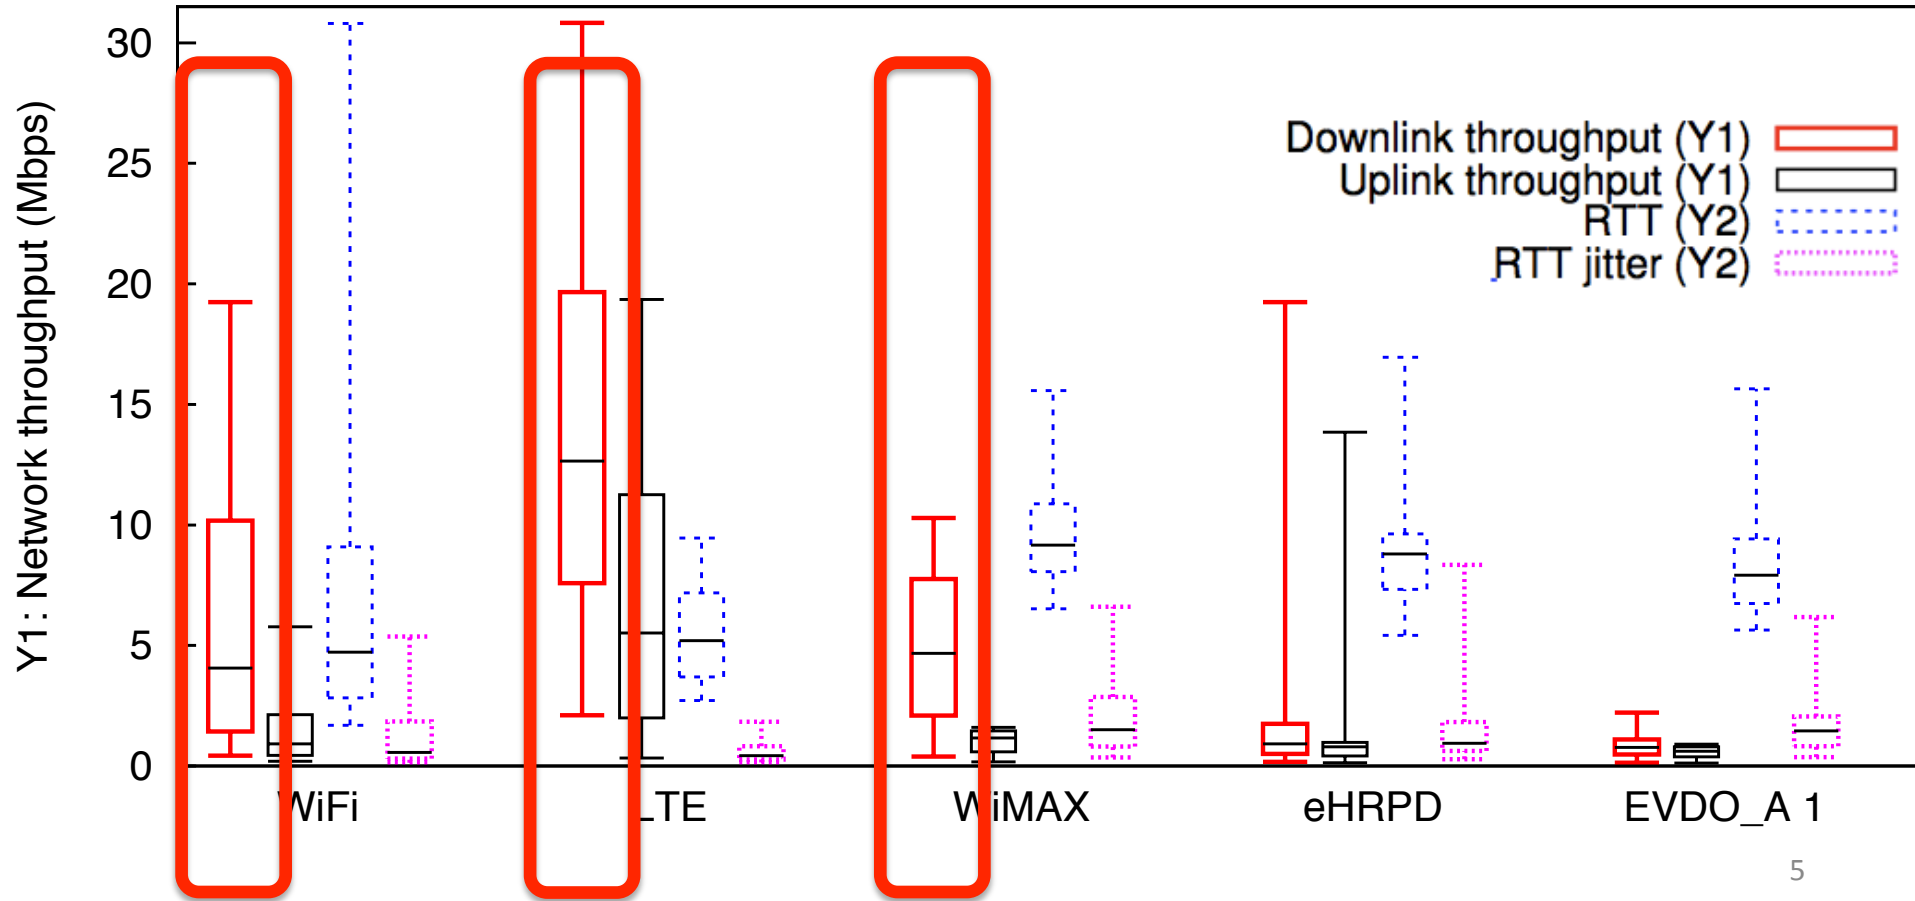 Y1: Network throughput (Mbps)
30
25
20
15
10
5
0
Downlink throughput (Y1)
Uplink throughput (Y1)
RTT (Y2)
RTT jitter (Y2)
WiFi
LTE
WiMAX
eHRPD
EVDO_A 1
5